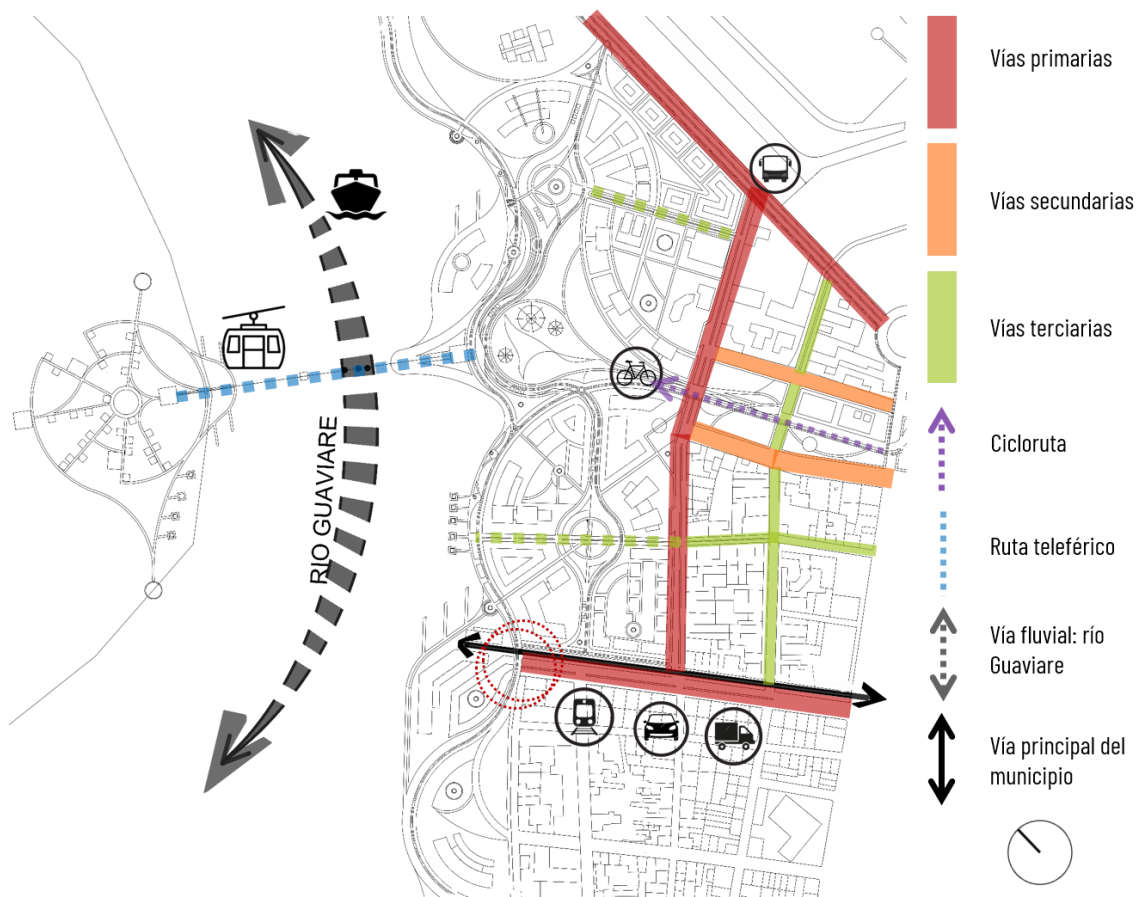 Vías primarias
Vías secundarias
Vías terciarias
Cicloruta
Ruta teleférico
Vía fluvial: río
Guaviare
Vía principal del
municipio
RIO GUAVIARE